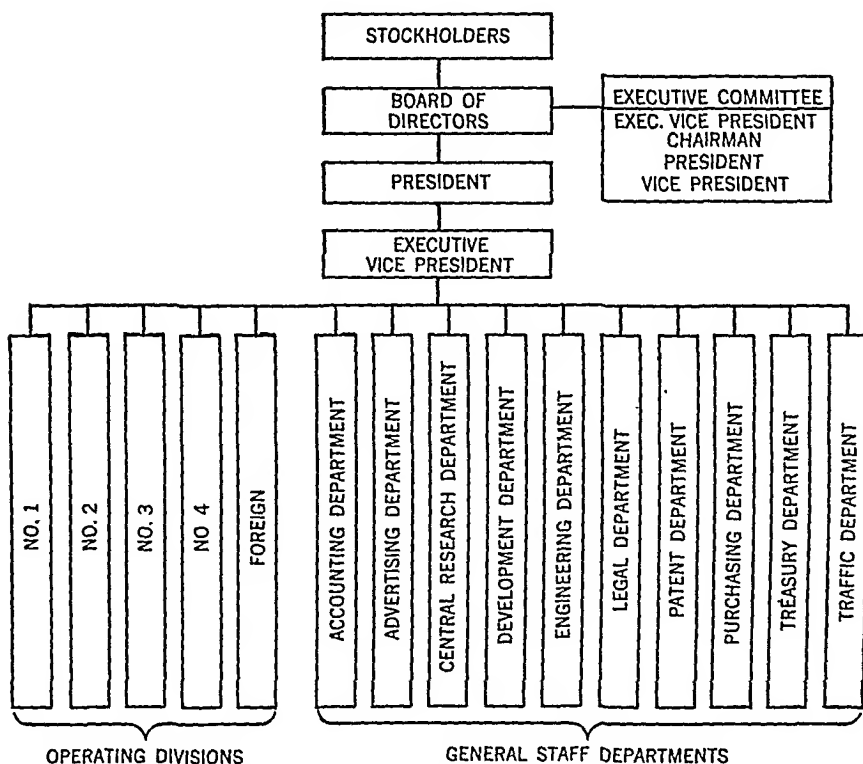 STOCKHOLDERS
BOARD OF
DIRECTORS
EXECUTIVE COMMITTEE
EXEC. VICE PRESIDENT
CHAIRMAN
PRESIDENT
VICE PRESIDENT
PRESIDENT
EXECUTIVE
VICE PRESIDENT
NO. 1
NO. 2
NO. 3
NO 4
FOREIGN
ACCOUNTING DEPARTMENT
ADVERTISING DEPARTMENT
CENTRAL RESEARCH DEPARTMENT
DEVELOPMENT DEPARTMENT
ENGINEERING DEPARTMENT
LEGAL DEPARTMENT
PATENT DEPARTMENT
PURCHASING DEPARTMENT
TREASURY DEPARTMENT
TRAFFIC DEPARTMENT
OPERATING DIVISIONS
GENERAL STAFF DEPARTMENTS